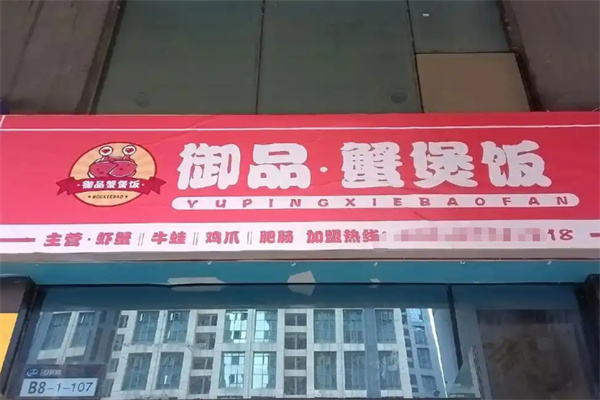 御品·蟹煲饭
YUPINGXIEBAOFAN
御品蟹煲饭
主营·虾蟹‖牛蛙‖鸡爪‖肥肠 加盟热线 18
B8-1-107